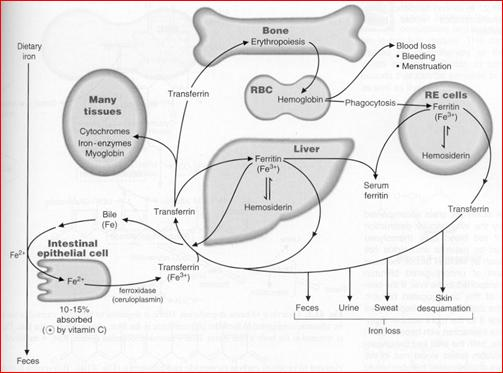 Dietary
iron
Bone
Erythropoiesis
Blood loss
• Bleeding
• Menstruation
RBC
Hemoglobin
Phagocytosis
RE cells
Ferritin
(Fe3+)
Hemosiderin
Many
tissues
Cytochromes
Iron-enzymes
Myoglobin
Transferrin
Liver
Ferritin
(Fe3+)
Hemosiderin
Serum
ferritin
Transferrin
Transferrin
Bile
(Fe)
Fe2+
Intestinal
epithelial cell
Fe2+
ferroxidase
(ceruloplasmin)
Transferrin
(Fe3+)
10-15%
absorbed
(⊕ by vitamin C)
Feces
Feces
Urine
Sweat
Skin
desquamation
Iron loss